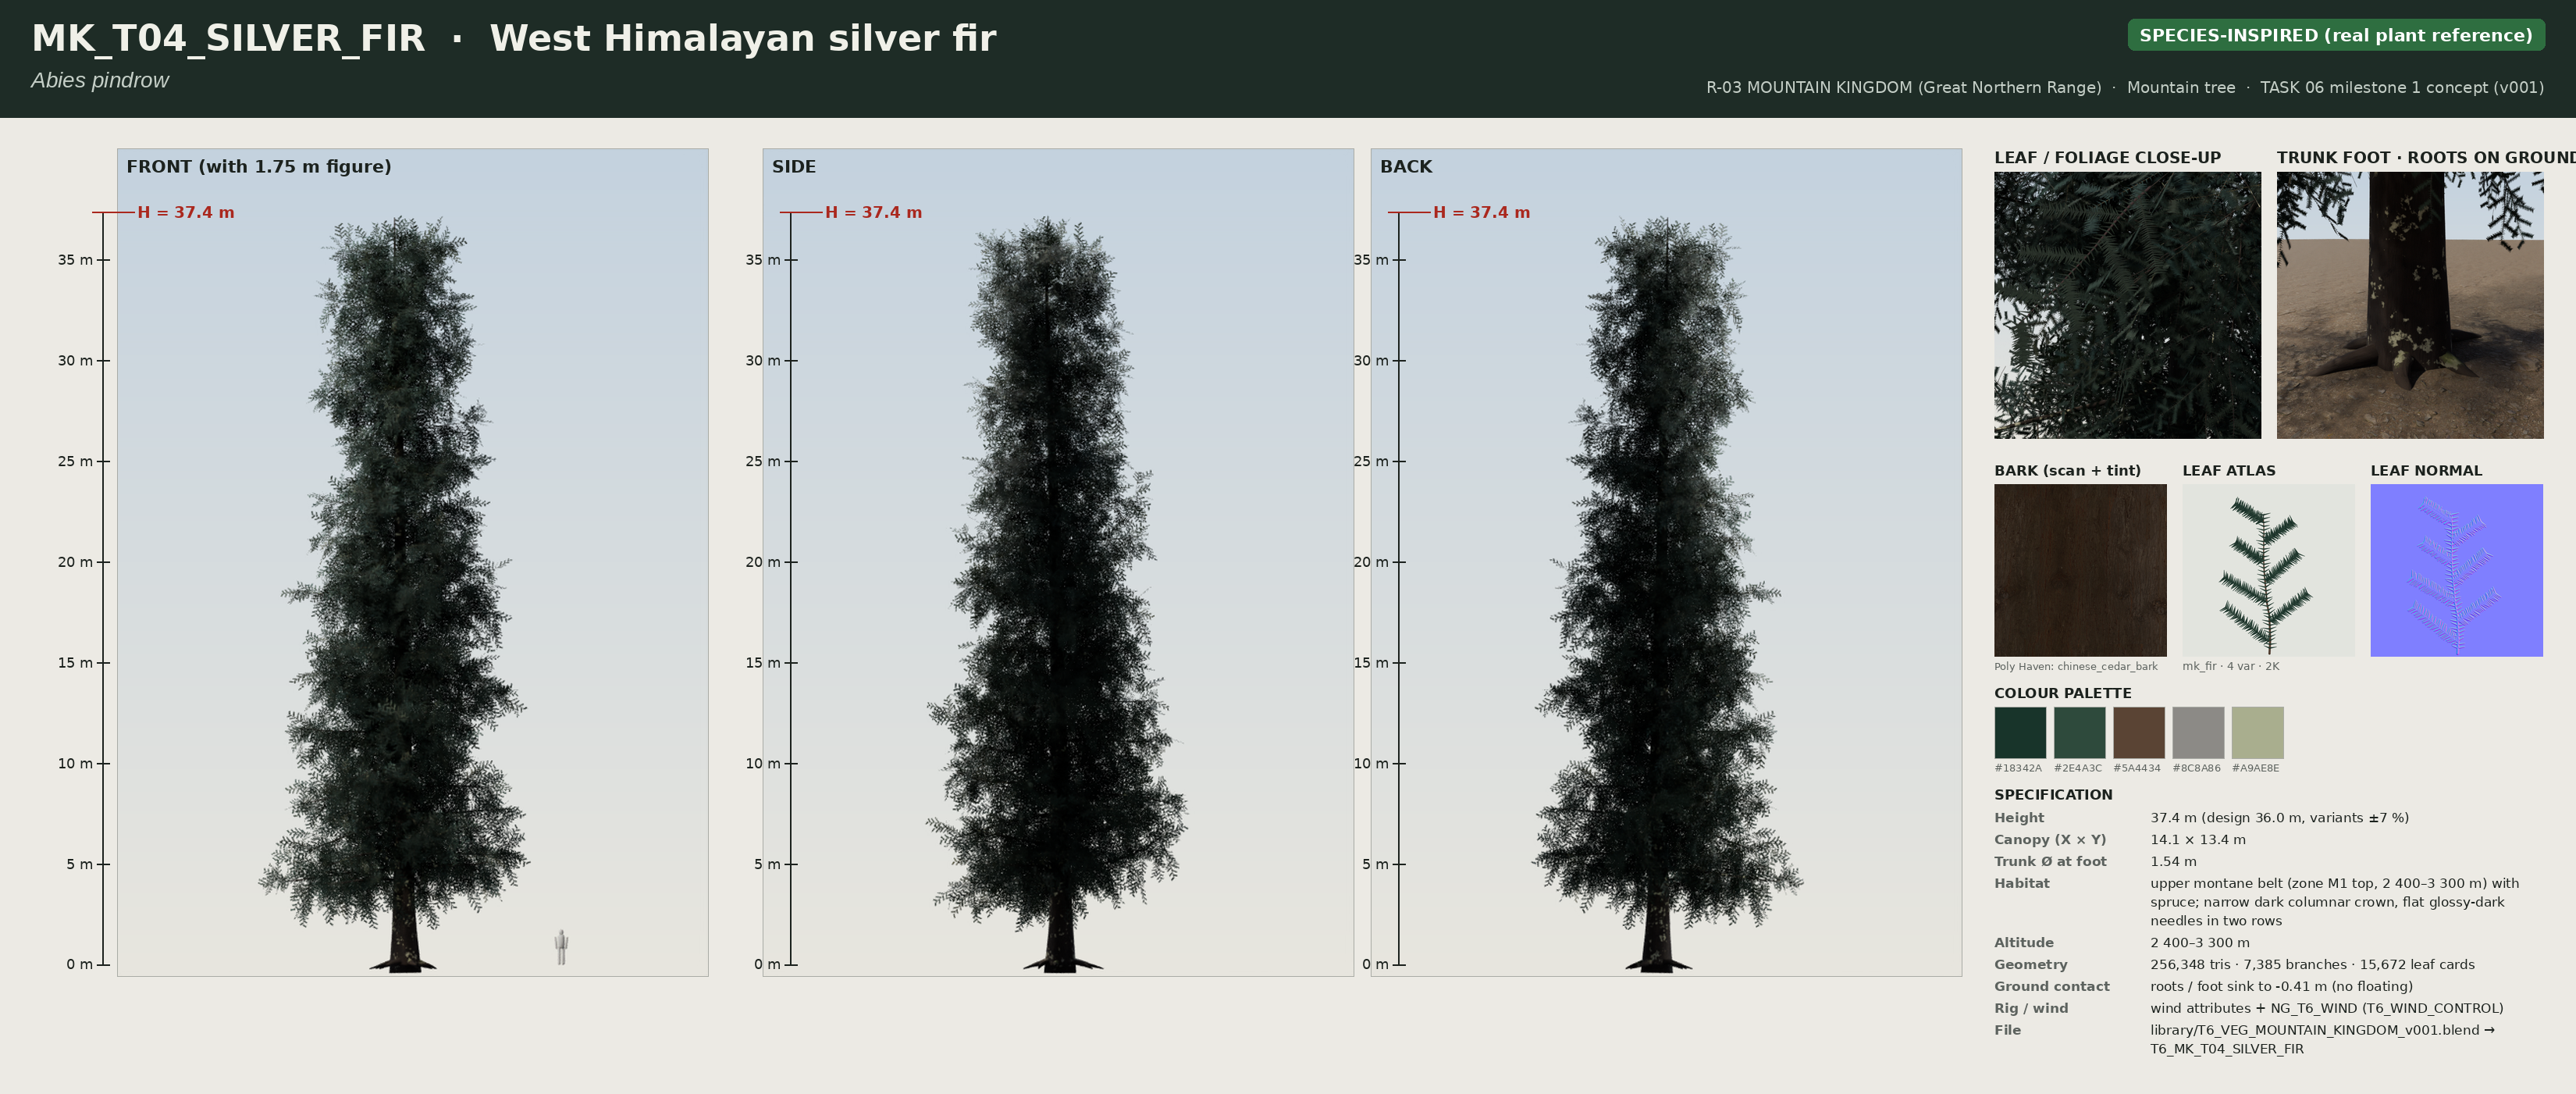 MK_T04_SILVER_FIR · West Himalayan silver fir
Abies pindrow
SPECIES-INSPIRED (real plant reference)
R-03 MOUNTAIN KINGDOM (Great Northern Range) · Mountain tree · TASK 06 milestone 1 concept (v001)
FRONT (with 1.75 m figure)
H = 37.4 m
35 m
30 m
25 m
20 m
15 m
10 m
5 m
0 m
SIDE
H = 37.4 m
35 m
30 m
25 m
20 m
15 m
10 m
5 m
0 m
BACK
H = 37.4 m
35 m
30 m
25 m
20 m
15 m
10 m
5 m
0 m
LEAF / FOLIAGE CLOSE-UP
TRUNK FOOT · ROOTS ON GROUND
BARK (scan + tint)
LEAF ATLAS
LEAF NORMAL
Poly Haven: chinese_cedar_bark
mk_fir · 4 var · 2K
COLOUR PALETTE
#18342A #2E4A3C #5A4434 #8C8A86 #A9AE8E
SPECIFICATION
Height 37.4 m (design 36.0 m, variants ±7 %)
Canopy (X × Y) 14.1 × 13.4 m
Trunk Ø at foot 1.54 m
Habitat upper montane belt (zone M1 top, 2 400–3 300 m) with
spruce; narrow dark columnar crown, flat glossy-dark
needles in two rows
Altitude 2 400–3 300 m
Geometry 256,348 tris · 7,385 branches · 15,672 leaf cards
Ground contact roots / foot sink to -0.41 m (no floating)
Rig / wind wind attributes + NG_T6_WIND (T6_WIND_CONTROL)
File library/T6_VEG_MOUNTAIN_KINGDOM_v001.blend →
T6_MK_T04_SILVER_FIR